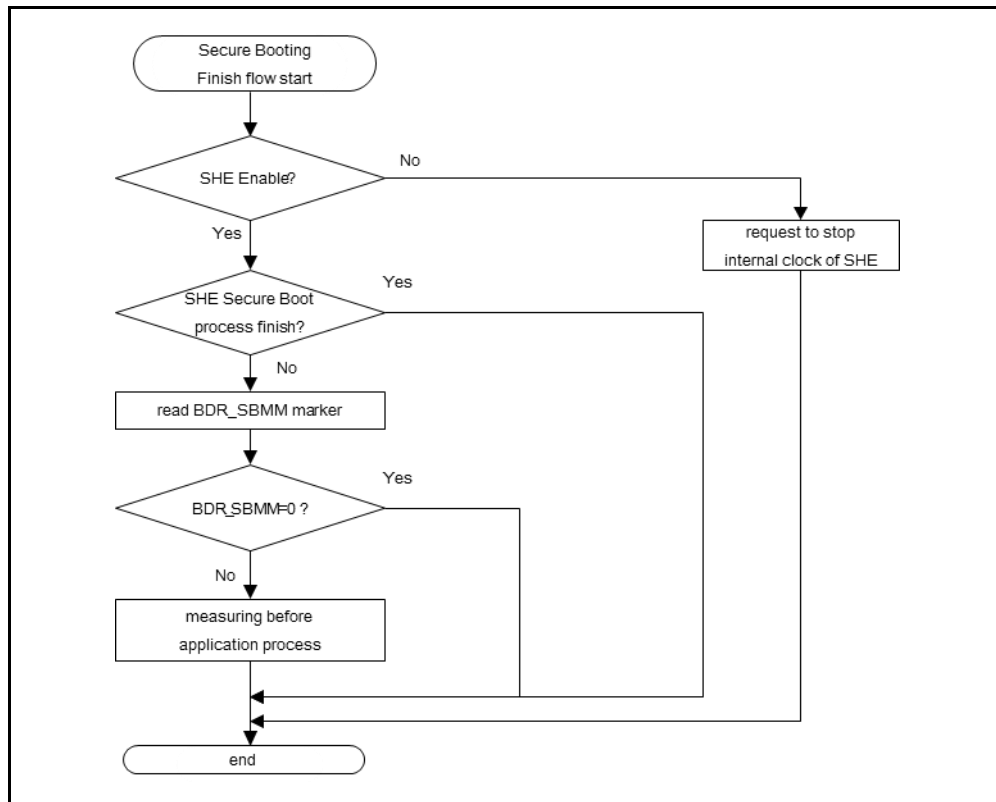 Secure Booting
Finish flow start
No
SHE Enable?
Yes
request to stop
internal clock of SHE
SHE Secure Boot
process finish?
Yes
No
read BDR_SBMM marker
Yes
BDR_SBMM=0 ?
No
measuring before
application process
end